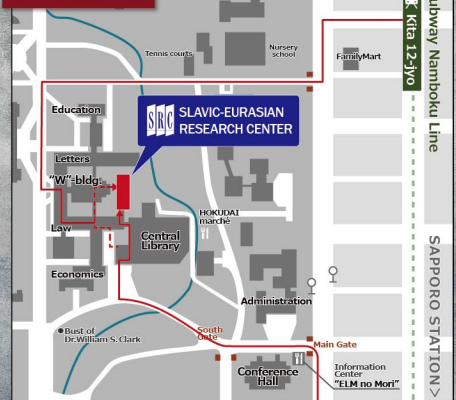 Tennis courts
Nursery
school
FamilyMart
K Kita 12-jyo
ubway Namboku Line
Education
SRC
SLAVIC-EURASIAN
RESEARCH CENTER
Letters
"W"-bldg.
HOKUDAI
marché
Law
Central
Library
Economics
SAPPORO STATION>
Administration
Bust of
Dr.William S.Clark
South
Gate
Main Gate
Conference
Hall
Information
Center
"ELM no Mori"